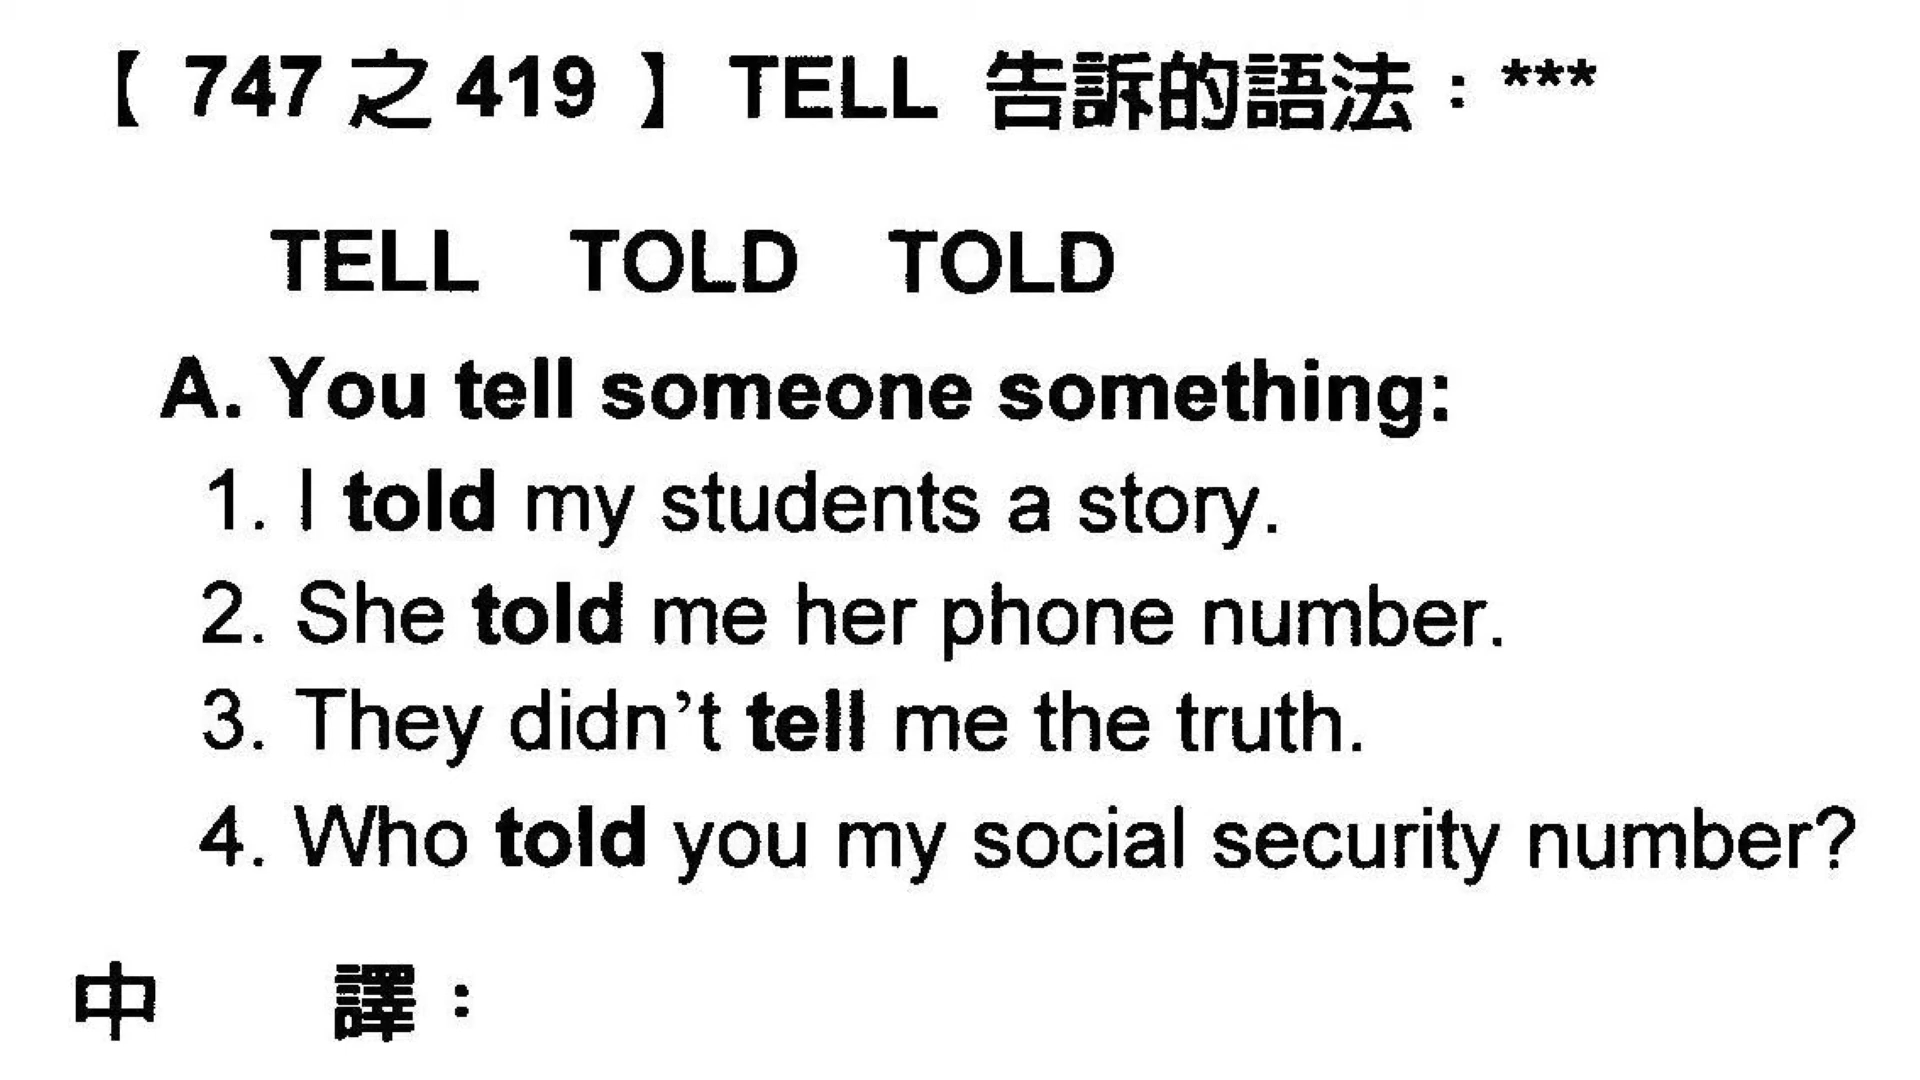 【 747 之 419 】 TELL 告訴的語法：***
TELL TOLD TOLD
A. You tell someone something:
1. I told my students a story.
2. She told me her phone number.
3. They didn’t tell me the truth.
4. Who told you my social security number?
中 譯：